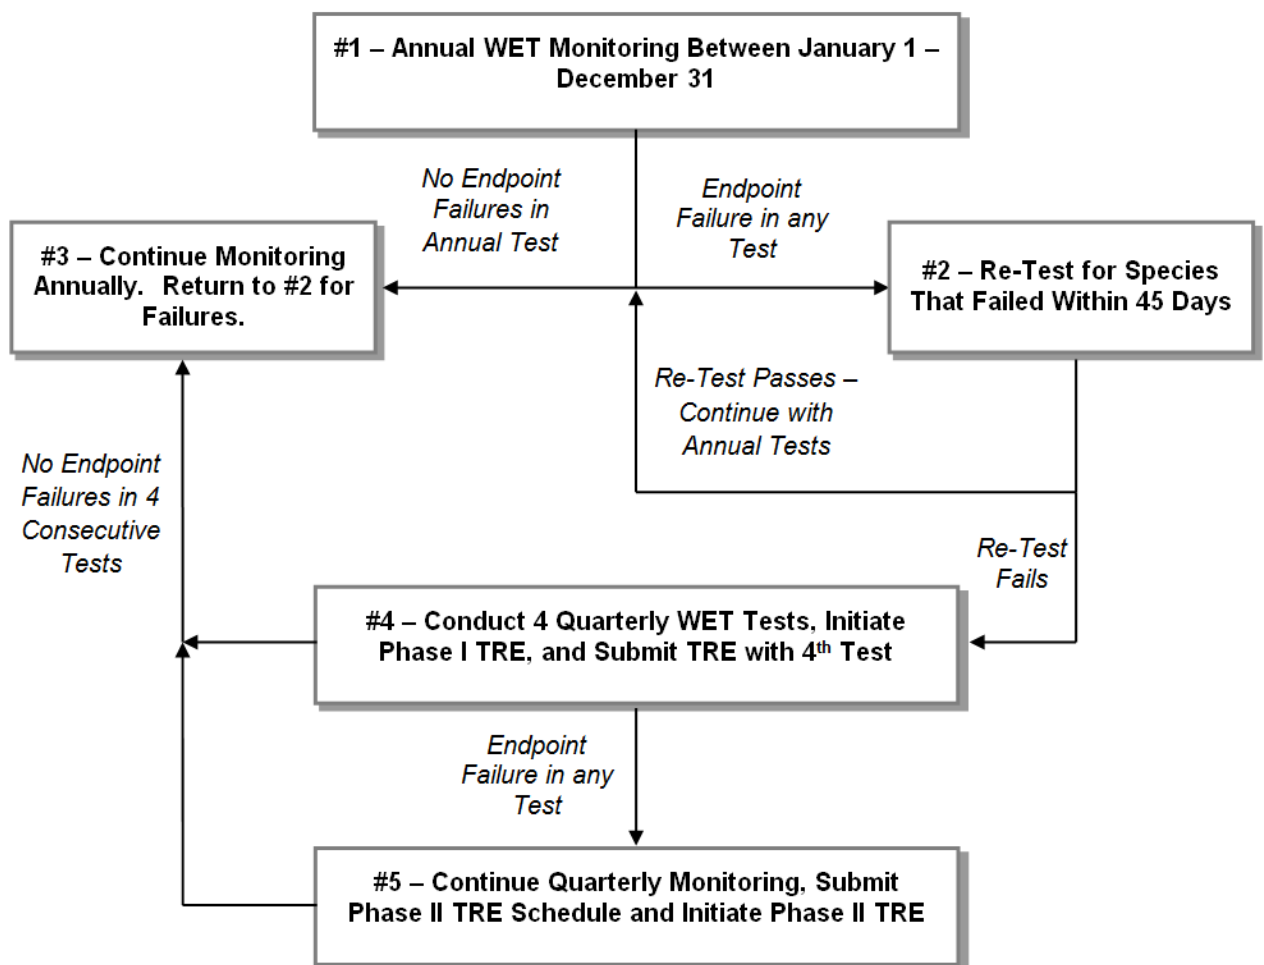 #1 – Annual WET Monitoring Between January 1 –
December 31
No Endpoint
Failures in
Annual Test
Endpoint
Failure in any
Test
#3 – Continue Monitoring
Annually.  Return to #2 for
Failures.
#2 – Re-Test for Species
That Failed Within 45 Days
Re-Test Passes –
Continue with
Annual Tests
No Endpoint
Failures in 4
Consecutive
Tests
Re-Test
Fails
#4 – Conduct 4 Quarterly WET Tests, Initiate
Phase I TRE, and Submit TRE with 4th Test
Endpoint
Failure in any
Test
#5 – Continue Quarterly Monitoring, Submit
Phase II TRE Schedule and Initiate Phase II TRE